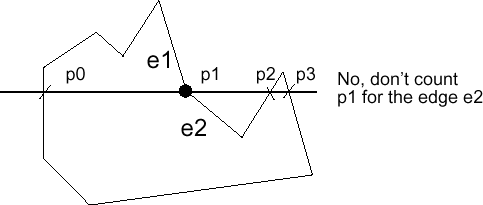 e1
p0
p1
p2
p3
No, don't count
p1 for the edge e2
e2